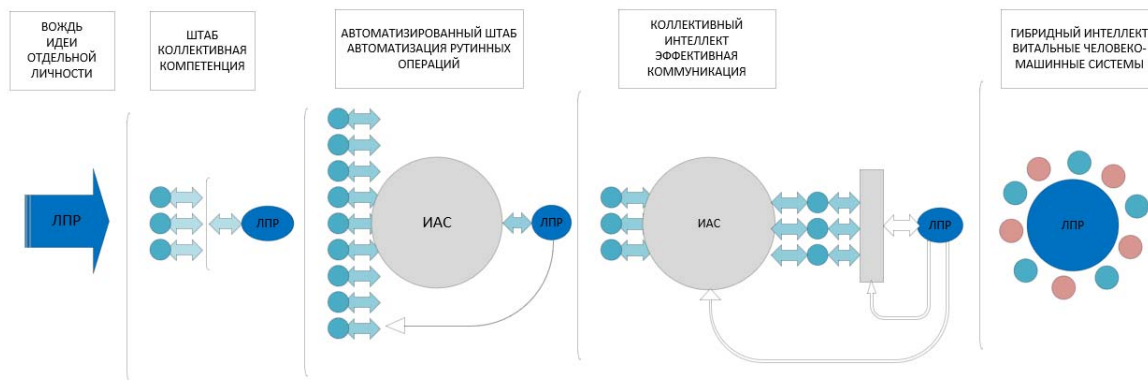 ВОЖДЬ
ИДЕИ
ОТДЕЛЬНОЙ
ЛИЧНОСТИ
ШТАБ
КОЛЛЕКТИВНАЯ
КОМПЕТЕНЦИЯ
АВТОМАТИЗИРОВАННЫЙ ШТАБ
АВТОМАТИЗАЦИЯ РУТИННЫХ
ОПЕРАЦИЙ
КОЛЛЕКТИВНЫЙ
ИНТЕЛЛЕКТ
ЭФФЕКТИВНАЯ
КОММУНИКАЦИЯ
ГИБРИДНЫЙ ИНТЕЛЛЕКТ
ВИТАЛЬНЫЕ ЧЕЛОВЕКО-
МАШИННЫЕ СИСТЕМЫ
ЛПР
ЛПР
ИАС
ЛПР
ИАС
ЛПР
ЛПР